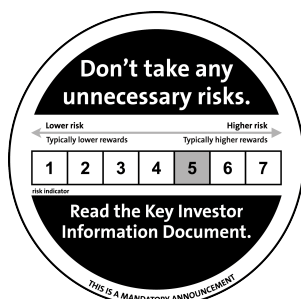 Don't take any
unnecessary risks.
Lower risk Higher risk
Typically lower rewards Typically higher rewards
1 2 3 4 5 6 7
risk indicator
Read the Key Investor
Information Document.
THIS IS A MANDATORY ANNOUNCEMENT